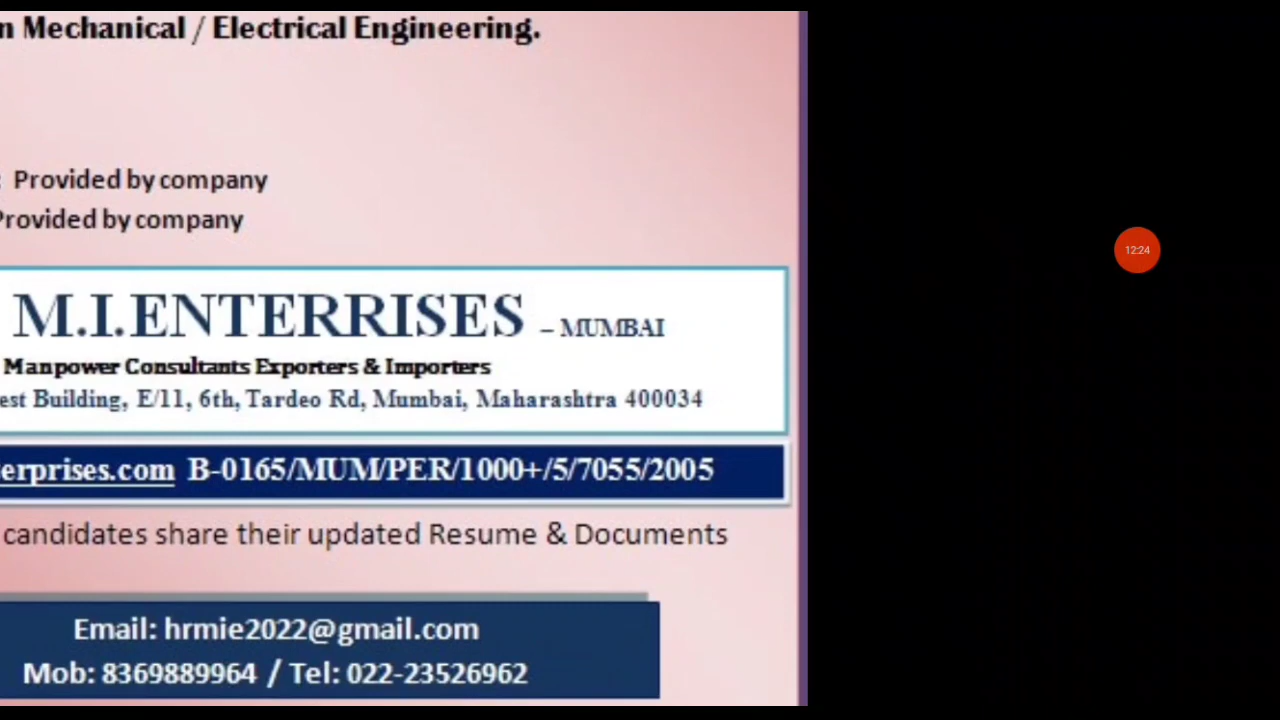 n Mechanical / Electrical Engineering.
: Provided by company
Provided by company
M.I.ENTERRISES – MUMBAI
Manpower Consultants Exporters & Importers
est Building, E/11, 6th, Tardeo Rd, Mumbai, Maharashtra 400034
erprises.com B-0165/MUM/PER/1000+/5/7055/2005
candidates share their updated Resume & Documents
Email: hrmie2022@gmail.com
Mob: 8369889964 / Tel: 022-23526962
12:24